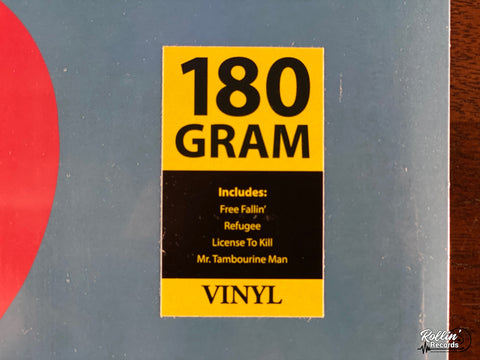 180
GRAM
Includes:
Free Fallin'
Refugee
License To Kill
Mr. Tambourine Man
VINYL
Rollin'
Records